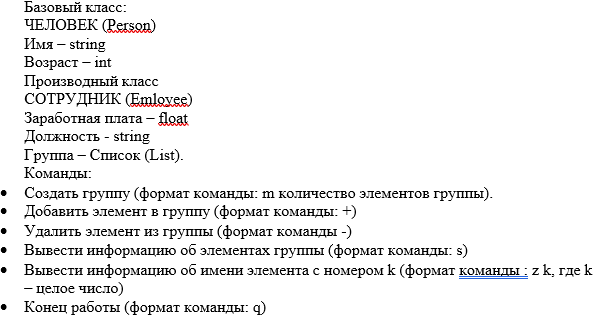 Базовый класс:
ЧЕЛОВЕК (Person)
Имя – string
Возраст – int
Производный класс
СОТРУДНИК (Emloyee)
Заработная плата – float
Должность - string
Группа – Список (List).
Команды:
• Создать группу (формат команды: m количество элементов группы).
• Добавить элемент в группу (формат команды: +)
• Удалить элемент из группы (формат команды -)
• Вывести информацию об элементах группы (формат команды: s)
• Вывести информацию об имени элемента с номером k (формат команды : z k, где k
– целое число)
• Конец работы (формат команды: q)